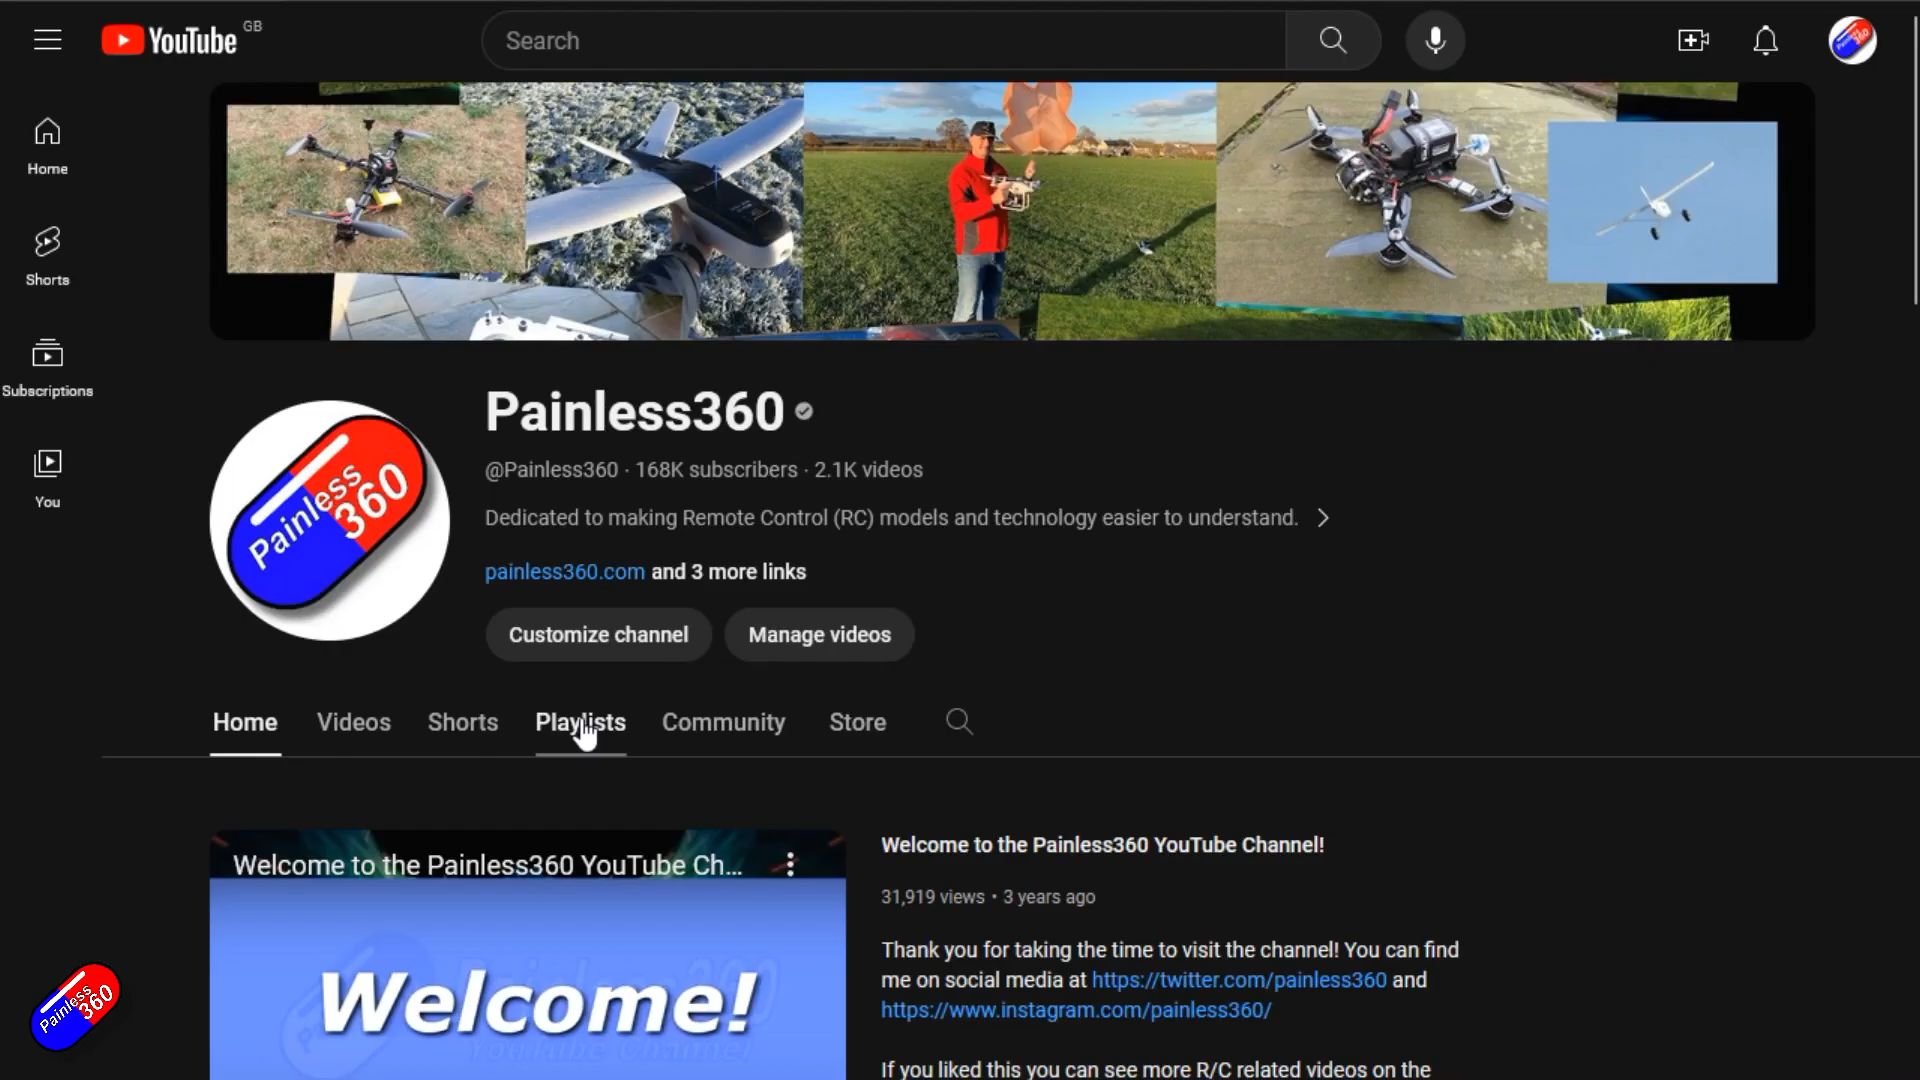 YouTube GB
Search
Home
Shorts
Subscriptions
You
Painless360
Painless
360
@Painless360 · 168K subscribers · 2.1K videos
Dedicated to making Remote Control (RC) models and technology easier to understand.
painless360.com and 3 more links
Customize channel
Manage videos
Home
Videos
Shorts
Playlists
Community
Store
Welcome to the Painless360 YouTube Ch...
Welcome!
YouTube Channel
Welcome to the Painless360 YouTube Channel!
31,919 views • 3 years ago
Thank you for taking the time to visit the channel! You can find
me on social media at https://twitter.com/painless360 and
https://www.instagram.com/painless360/
If you liked this you can see more R/C related videos on the
Painless
360